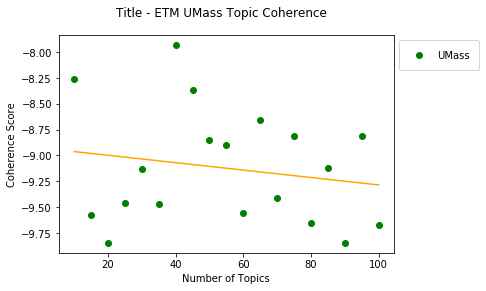 Title - ETM UMass Topic Coherence
UMass
Coherence Score
−8.00
−8.25
−8.50
−8.75
−9.00
−9.25
−9.50
−9.75
20 40 60 80 100
Number of Topics